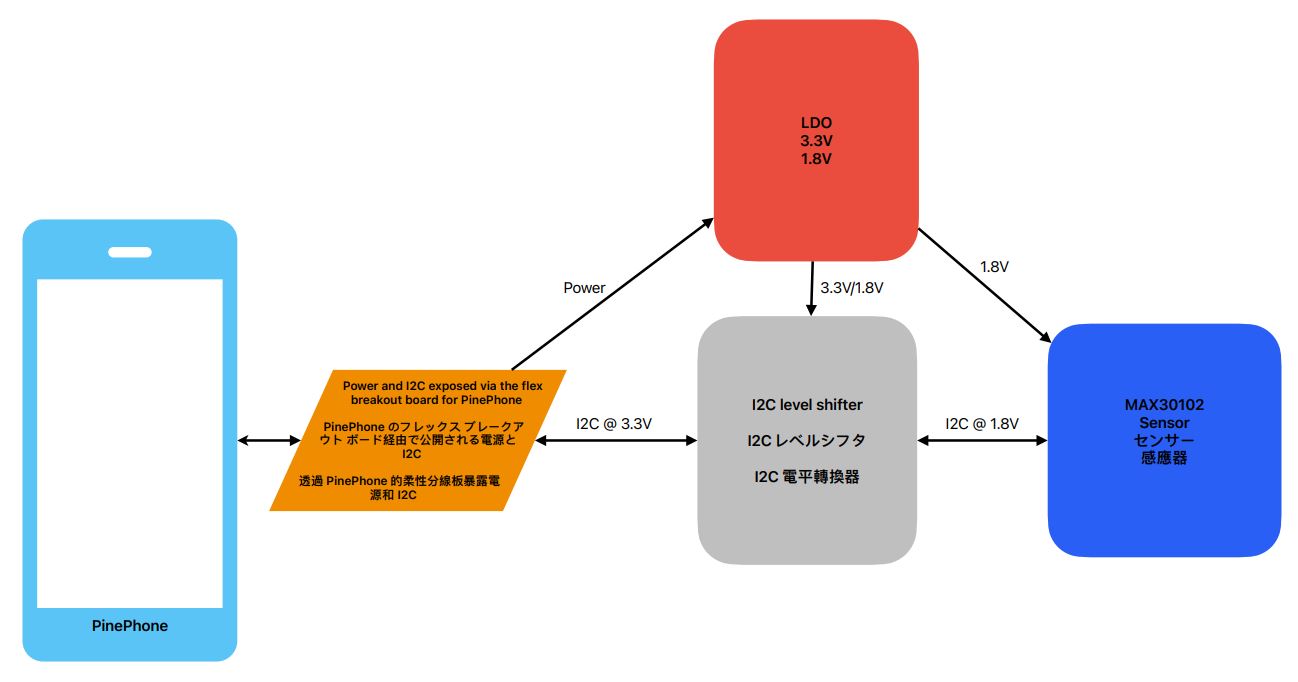 LDO
3.3V
1.8V
Power
3.3V/1.8V
1.8V
Power and I2C exposed via the flex
breakout board for PinePhone
PinePhone のフレックス ブレークア
ウト ボード経由で公開される電源と
I2C
透過 PinePhone 的柔性分線板暴露電
源和 I2C
I2C @ 3.3V
I2C level shifter
I2C レベルシフタ
I2C 電平轉換器
I2C @ 1.8V
MAX30102
Sensor
センサー
感應器
PinePhone